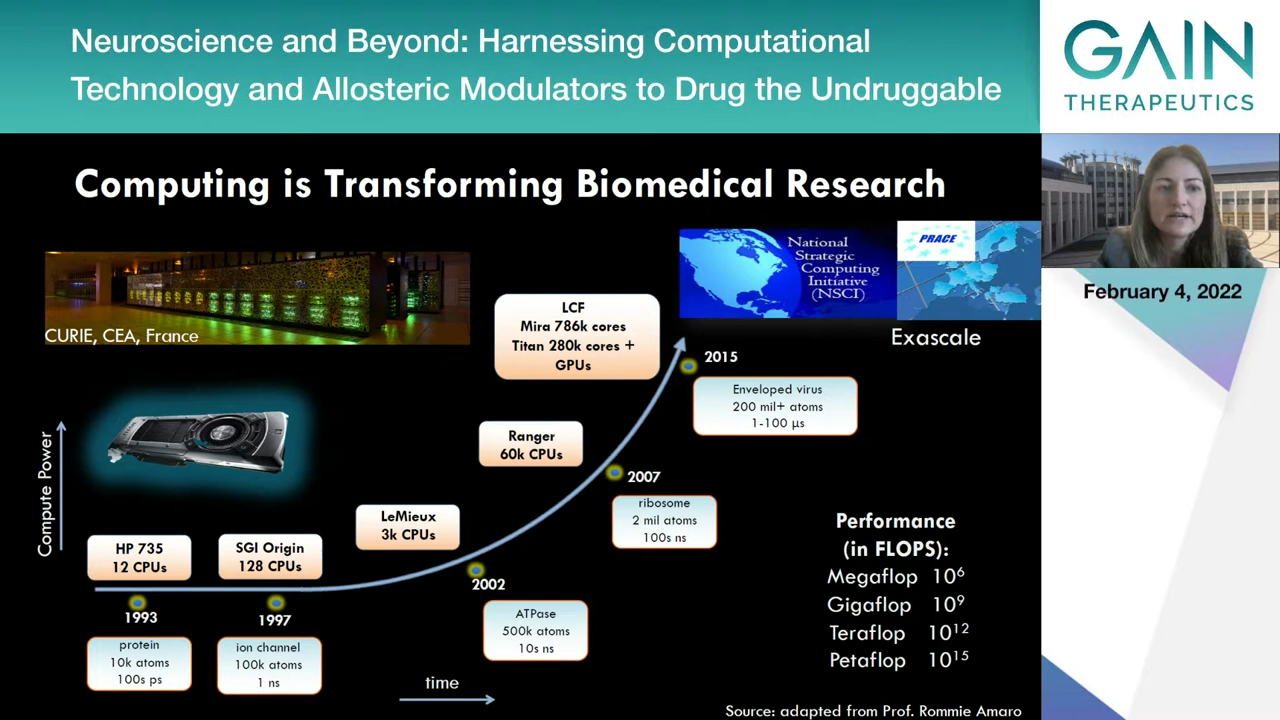 Neuroscience and Beyond: Harnessing Computational
Technology and Allosteric Modulators to Drug the Undruggable
GAIN
THERAPEUTICS
Computing is Transforming Biomedical Research
CURIE, CEA, France
National
Strategic
Computing
Initiative
(NSCI)
PRACE
Exascale
February 4, 2022
LCF
Mira 786k cores
Titan 280k cores +
GPUs
2015
Enveloped virus
200 mil+ atoms
1-100 µs
Ranger
60k CPUs
2007
ribosome
2 mil atoms
100s ns
LeMieux
3k CPUs
2002
ATPase
500k atoms
10s ns
Compute Power
HP 735
12 CPUs
1993
protein
10k atoms
100s ps
SGI Origin
128 CPUs
1997
ion channel
100k atoms
1 ns
time
Performance
(in FLOPS):
Megaflop 10⁶
Gigaflop 10⁹
Teraflop 10¹²
Petaflop 10¹⁵
Source: adapted from Prof. Rommie Amaro